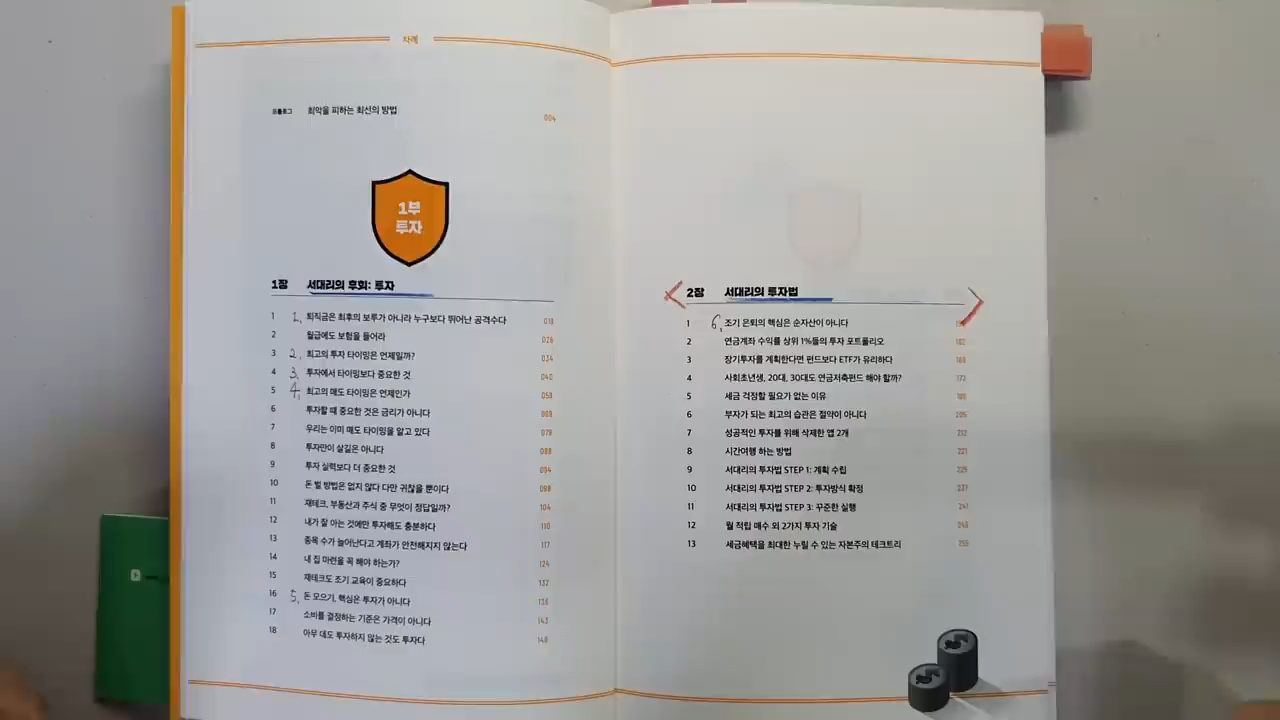 차례
프롤로그 최악을 피하는 최선의 방법 004
1부
투자
1장 서대리의 후회: 투자
1 1. 퇴직금은 최후의 보루가 아니라 누구보다 뛰어난 공격수다 018
2 월급에도 보험을 들어라 026
3 2. 최고의 투자 타이밍은 언제일까? 034
4 3. 투자에서 타이밍보다 중요한 것 040
5 4. 최고의 매도 타이밍은 언제인가
6 투자할 때 중요한 것은 금리가 아니다
7 우리는 이미 매도 타이밍을 알고 있다 078
8 투자만이 살길은 아니다 088
9 투자 실력보다 더 중요한 것 094
10 돈 벌 방법은 없지 않다 다만 귀찮을 뿐이다 098
11 재테크, 부동산과 주식 중 무엇이 정답일까? 104
12 내가 잘 아는 것에만 투자해도 충분하다 110
13 종목 수가 늘어난다고 계좌가 안전해지지 않는다 117
14 내 집 마련을 꼭 해야 하는가? 124
15 재테크도 조기 교육이 중요하다 132
16 5. 돈 모으기, 핵심은 투자가 아니다 136
17 소비를 결정하는 기준은 가격이 아니다 143
18 아무 데도 투자하지 않는 것도 투자다 148
2장 서대리의 투자법
1 6. 조기 은퇴의 핵심은 순자산이 아니다
2 연금계좌 수익률 상위 1%들의 투자 포트폴리오 162
3 장기투자를 계획한다면 펀드보다 ETF가 유리하다 168
4 사회초년생, 20대, 30대도 연금저축펀드 해야 할까? 173
5 세금 걱정할 필요가 없는 이유
6 부자가 되는 최고의 습관은 절약이 아니다 205
7 성공적인 투자를 위해 삭제한 앱 2개 212
8 시간여행 하는 방법 221
9 서대리의 투자법 STEP 1: 계획 수립
10 서대리의 투자법 STEP 2: 투자방식 확정
11 서대리의 투자법 STEP 3: 꾸준한 실행 241
12 월 적립 매수 외 2가지 투자 기술
13 세금혜택을 최대한 누릴 수 있는 자본주의 테크트리